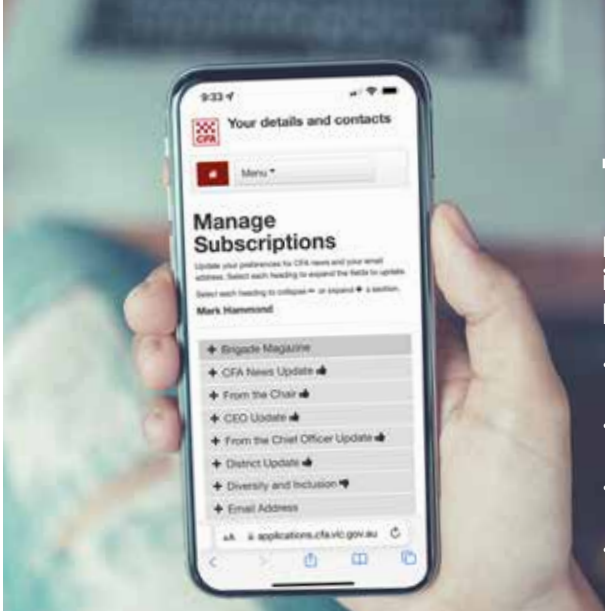 9:33
CFA
Your details and contacts
Menu
Manage
Subscriptions
Update your preferences for CFA news and your email
address. Select each heading to expand the fields to update.
Select each heading to collapse − or expand + a section.
Mark Hammond
+ Brigade Magazine
+ CFA News Update
+ From the Chair
+ CEO Update
+ From the Chief Officer Update
+ District Update
+ Diversity and Inclusion
+ Email Address
AA applications.cfa.vic.gov.au